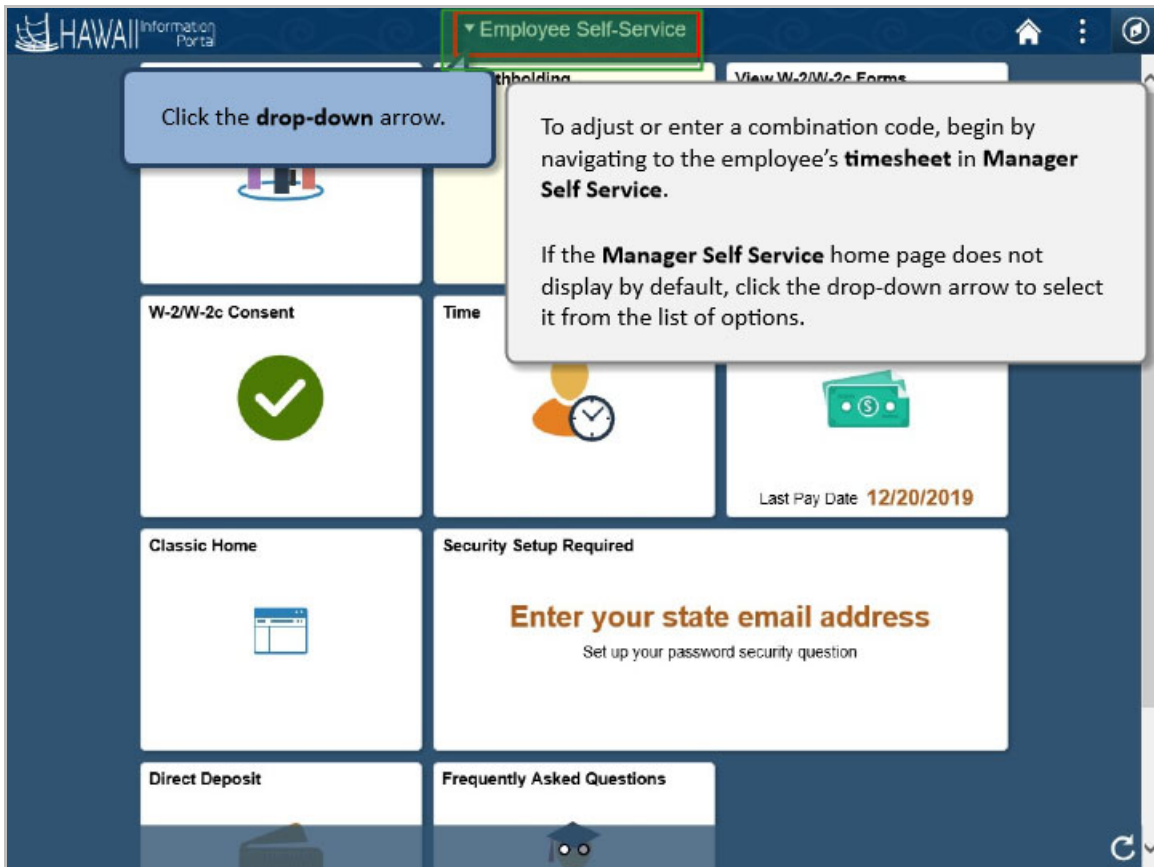 HAWAII Information
Portal
Employee Self-Service
thholding
View W-2/W-2c Forms
Click the drop-down arrow.
To adjust or enter a combination code, begin by
navigating to the employee's timesheet in Manager
Self Service.
If the Manager Self Service home page does not
display by default, click the drop-down arrow to select
it from the list of options.
W-2/W-2c Consent
Time
Last Pay Date 12/20/2019
Classic Home
Security Setup Required
Enter your state email address
Set up your password security question
Direct Deposit
Frequently Asked Questions